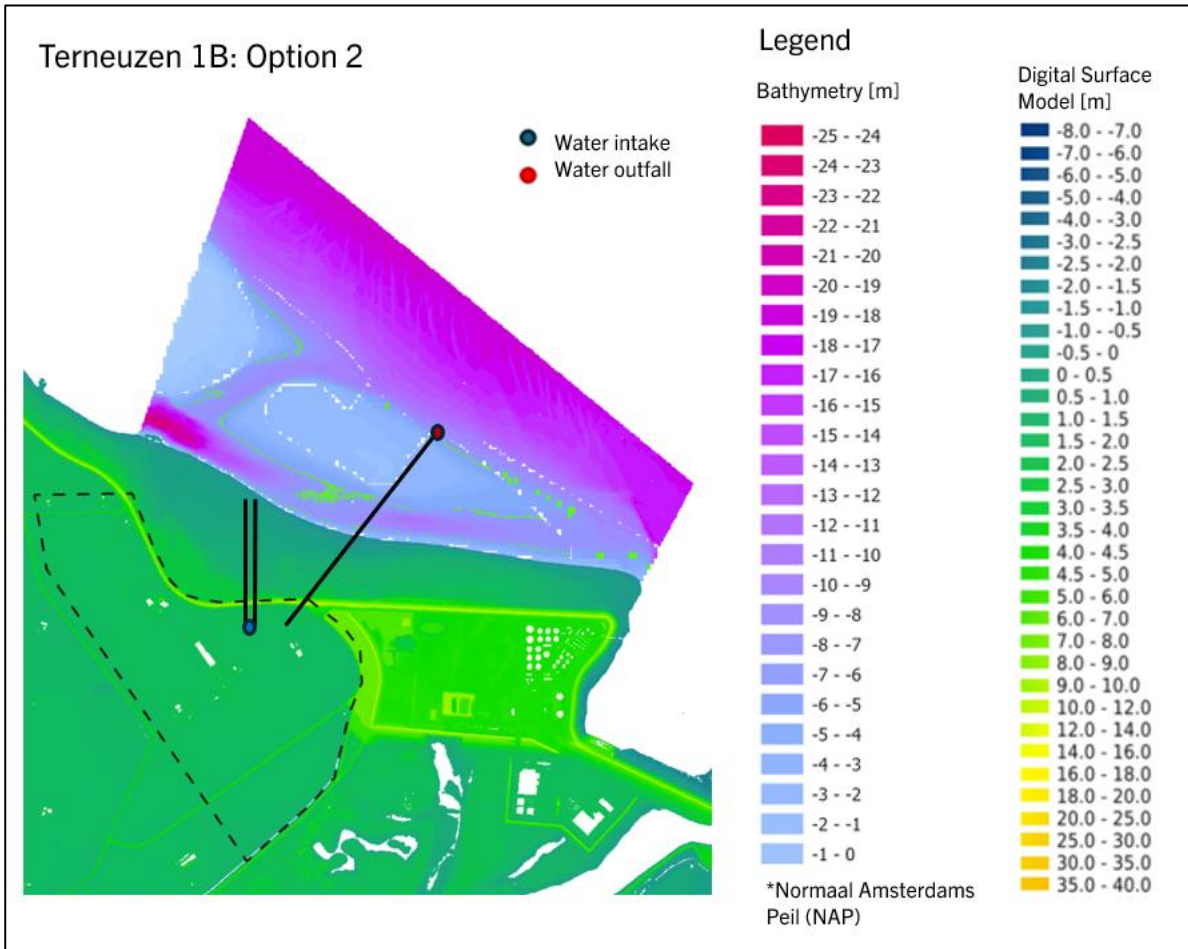 Terneuzen 1B: Option 2
Water intake
Water outfall
Legend
Bathymetry [m]
-25 - -24
-24 - -23
-23 - -22
-22 - -21
-21 - -20
-20 - -19
-19 - -18
-18 - -17
-17 - -16
-16 - -15
-15 - -14
-14 - -13
-13 - -12
-12 - -11
-11 - -10
-10 - -9
-9 - -8
-8 - -7
-7 - -6
-6 - -5
-5 - -4
-4 - -3
-3 - -2
-2 - -1
-1 - 0
*Normaal Amsterdams
Peil (NAP)
Digital Surface
Model [m]
-8.0 - -7.0
-7.0 - -6.0
-6.0 - -5.0
-5.0 - -4.0
-4.0 - -3.0
-3.0 - -2.5
-2.5 - -2.0
-2.0 - -1.5
-1.5 - -1.0
-1.0 - -0.5
-0.5 - 0
0 - 0.5
0.5 - 1.0
1.0 - 1.5
1.5 - 2.0
2.0 - 2.5
2.5 - 3.0
3.0 - 3.5
3.5 - 4.0
4.0 - 4.5
4.5 - 5.0
5.0 - 6.0
6.0 - 7.0
7.0 - 8.0
8.0 - 9.0
9.0 - 10.0
10.0 - 12.0
12.0 - 14.0
14.0 - 16.0
16.0 - 18.0
18.0 - 20.0
20.0 - 25.0
25.0 - 30.0
30.0 - 35.0
35.0 - 40.0